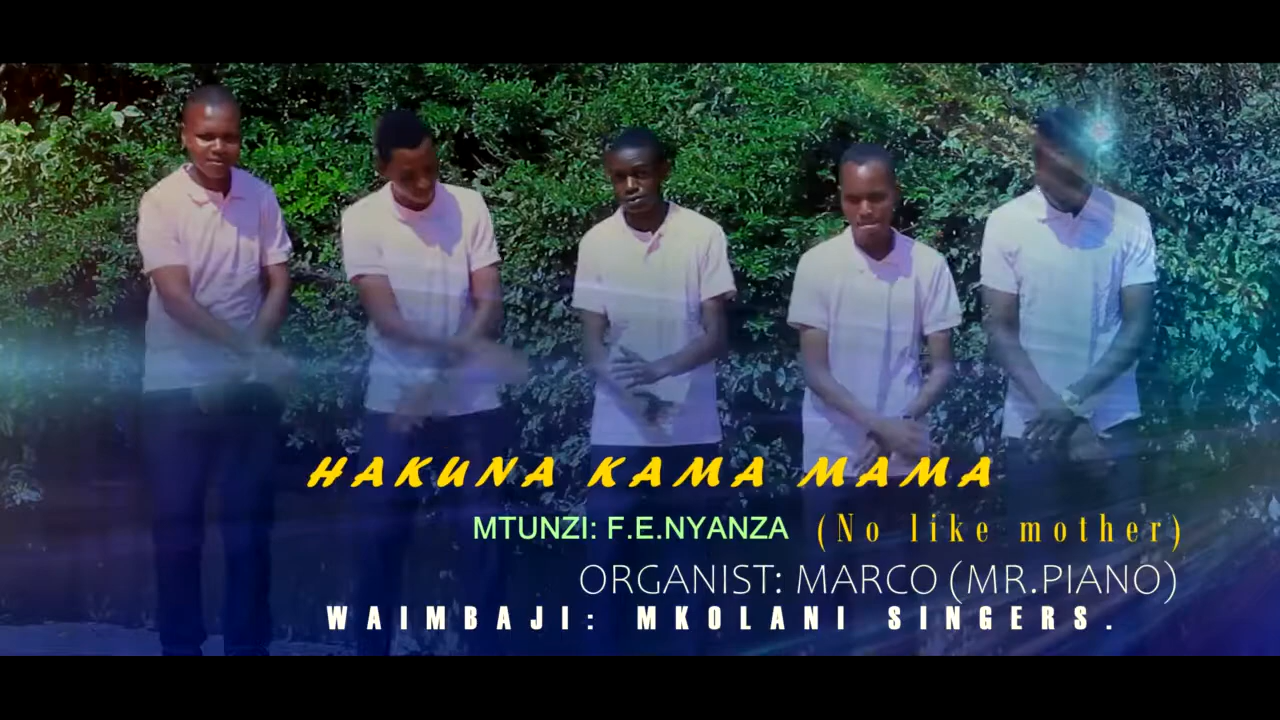 HAKUNA KAMA MAMA
MTUNZI: F.E.NYANZA (No like mother)
ORGANIST: MARCO (MR.PIANO)
WAIMBAJI: MKOLANI SINGERS.